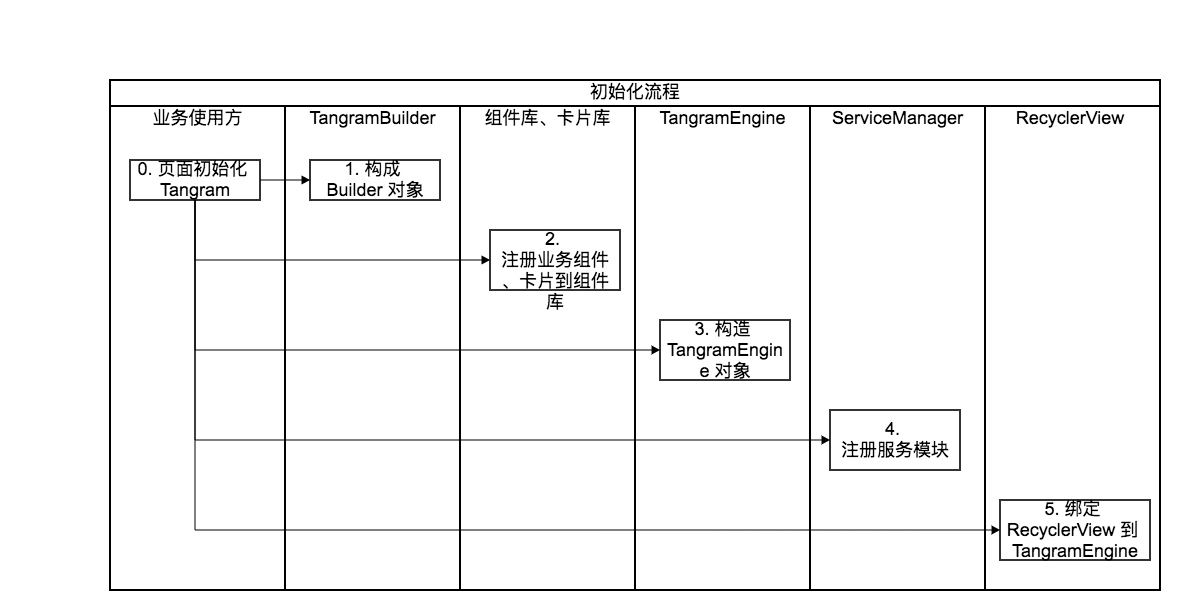 初始化流程
业务使用方
TangramBuilder
组件库、卡片库
TangramEngine
ServiceManager
RecyclerView
0. 页面初始化
Tangram
1. 构成
Builder 对象
2.
注册业务组件
、卡片到组件
库
3. 构造
TangramEngin
e 对象
4.
注册服务模块
5. 绑定
RecyclerView 到
TangramEngine